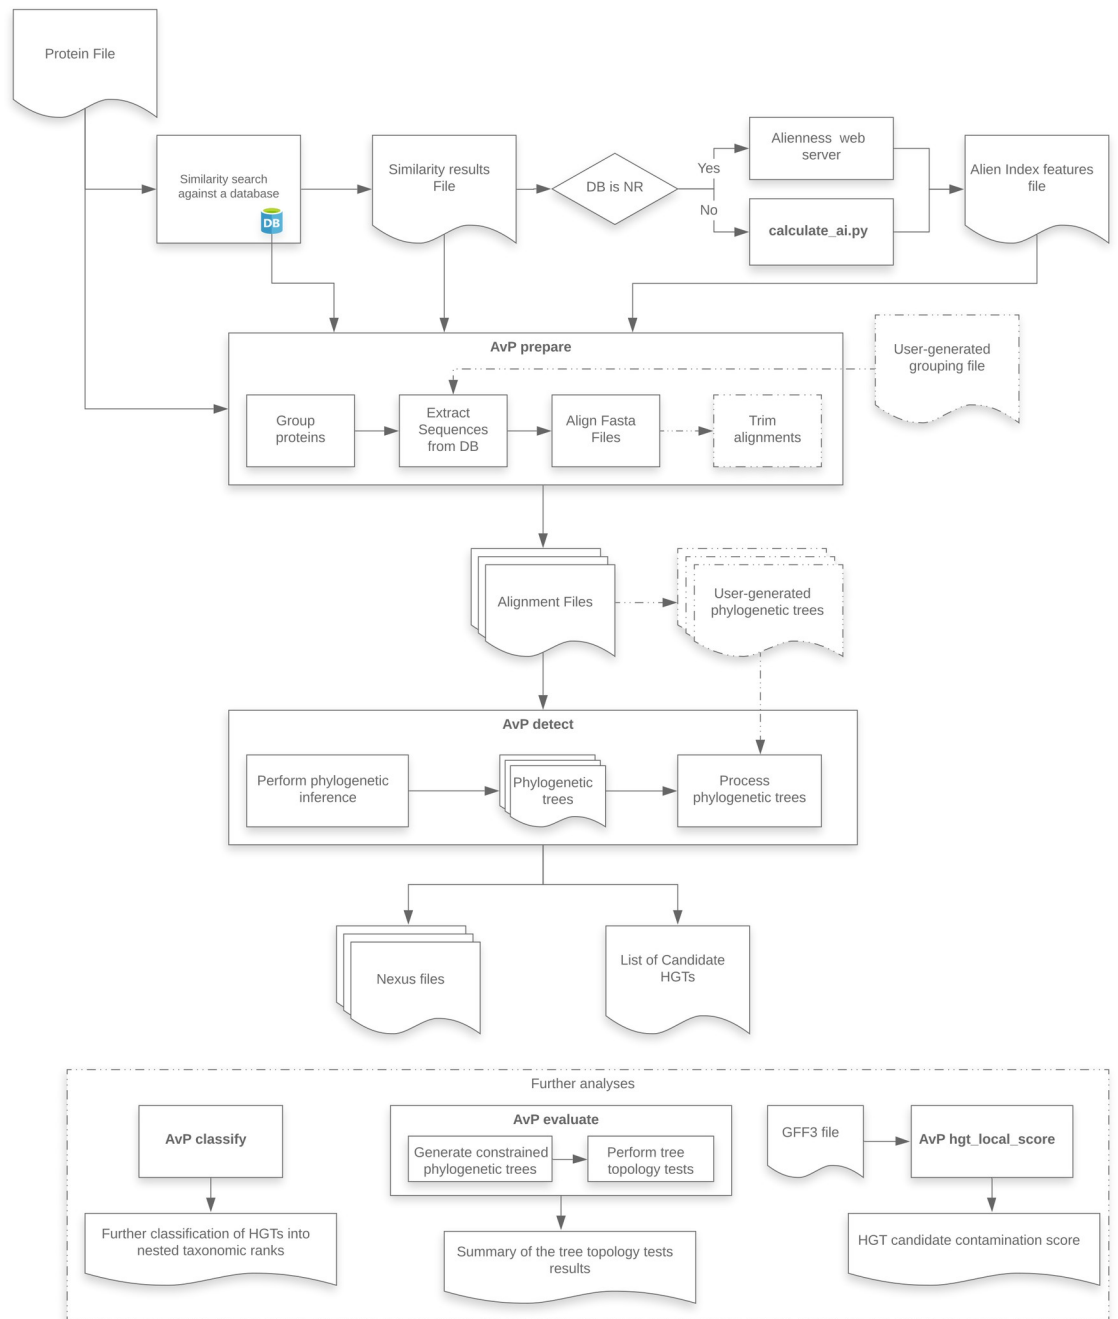 Protein File
Similarity search
against a database
DB
Similarity results
File
DB is NR
Yes
No
Alienness web
server
calculate_ai.py
Alien Index features
file
AvP prepare
User-generated
grouping file
Group
proteins
Extract
Sequences
from DB
Align Fasta
Files
Trim
alignments
Alignment Files
User-generated
phylogenetic trees
AvP detect
Perform phylogenetic
inference
Phylogenetic
trees
Process
phylogenetic trees
Nexus files
List of Candidate
HGTs
Further analyses
AvP classify
Further classification of HGTs into
nested taxonomic ranks
AvP evaluate
Generate constrained
phylogenetic trees
Perform tree
topology tests
Summary of the tree topology tests
results
GFF3 file
AvP hgt_local_score
HGT candidate contamination score